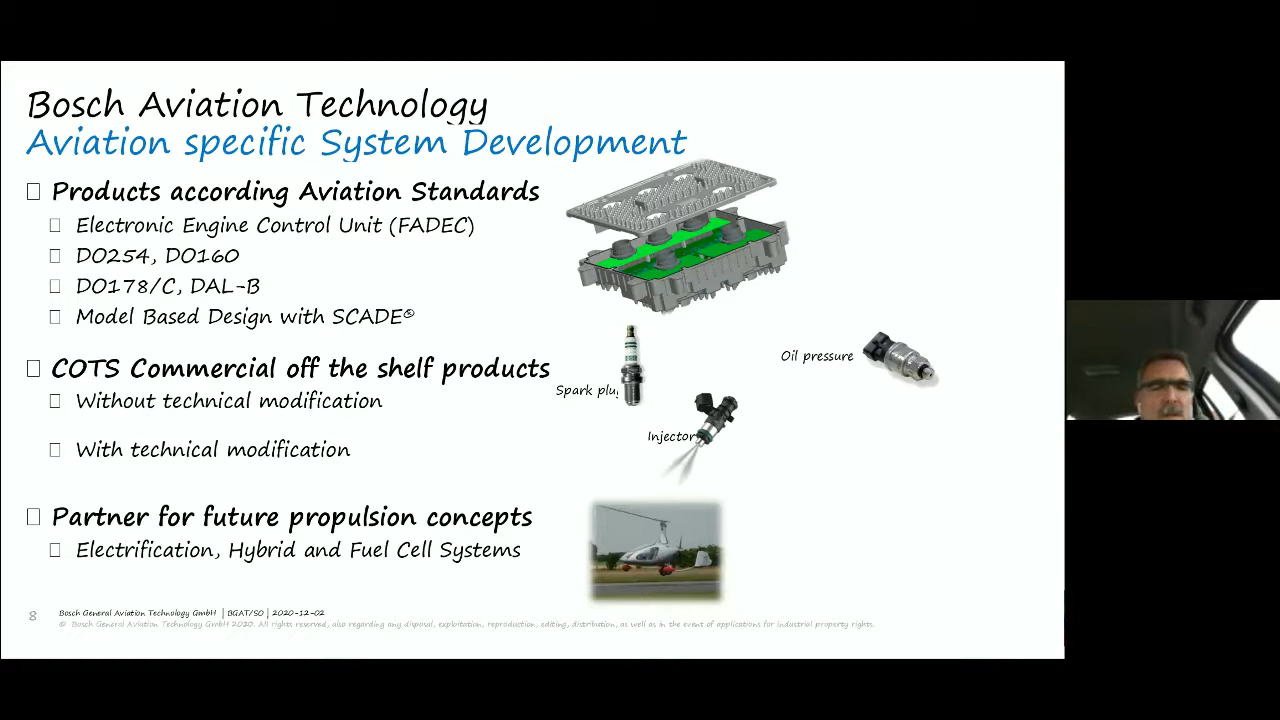 Bosch Aviation Technology
Aviation specific System Development
Products according Aviation Standards
Electronic Engine Control Unit (FADEC)
DO254, DO160
DO178/C, DAL-B
Model Based Design with SCADE®
COTS Commercial off the shelf products
Without technical modification
With technical modification
Spark plu
Oil pressure
Injector
Partner for future propulsion concepts
Electrification, Hybrid and Fuel Cell Systems
8
Bosch General Aviation Technology GmbH | BGAT/SO | 2020-12-02
© Bosch General Aviation Technology GmbH 2020. All rights reserved, also regarding any disposal, exploitation, reproduction, editing, distribution, as well as in the event of applications for industrial property rights.